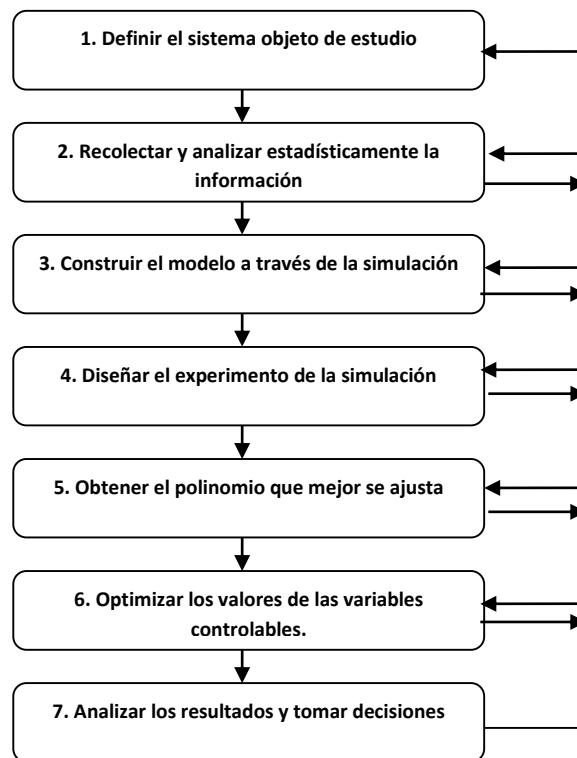 1. Definir el sistema objeto de estudio
2. Recolectar y analizar estadísticamente la
información
3. Construir el modelo a través de la simulación
4. Diseñar el experimento de la simulación
5. Obtener el polinomio que mejor se ajusta
6. Optimizar los valores de las variables
controlables.
7. Analizar los resultados y tomar decisiones